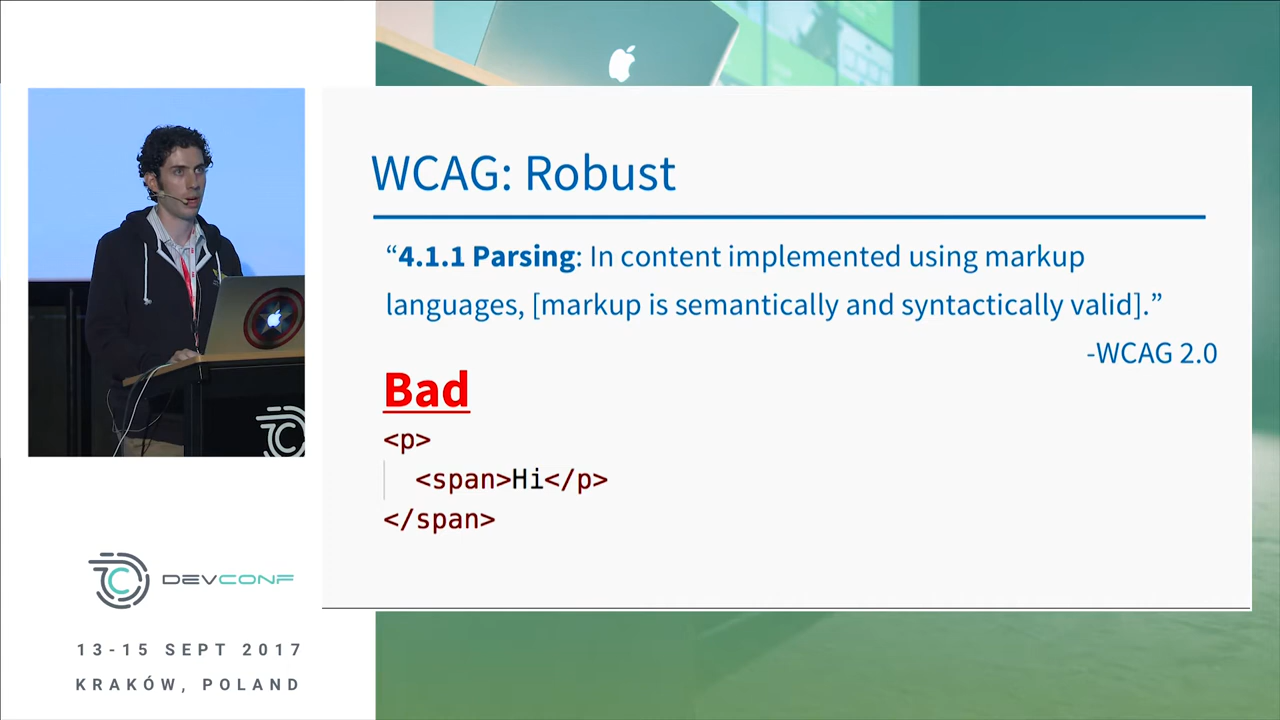 WCAG: Robust
“4.1.1 Parsing: In content implemented using markup
languages, [markup is semantically and syntactically valid].”
-WCAG 2.0
Bad
<p>
<span>Hi</p>
</span>
DEVCONF
13-15 SEPT 2017
KRAKÓW, POLAND